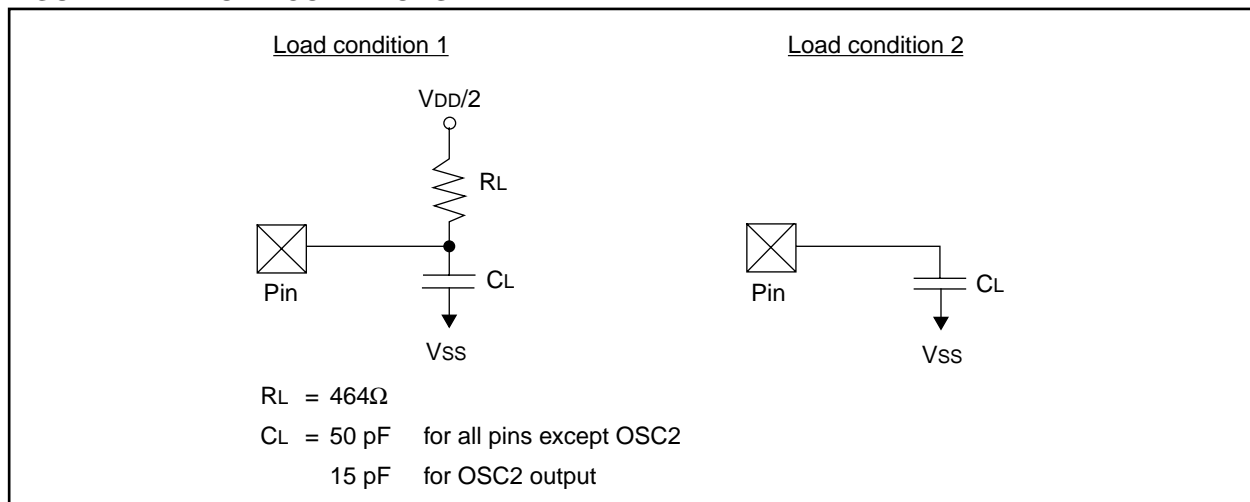 Load condition 1
Load condition 2
VDD/2
RL
CL
Pin
VSS
Pin
CL
VSS
RL = 464Ω
CL = 50 pF for all pins except OSC2
15 pF for OSC2 output